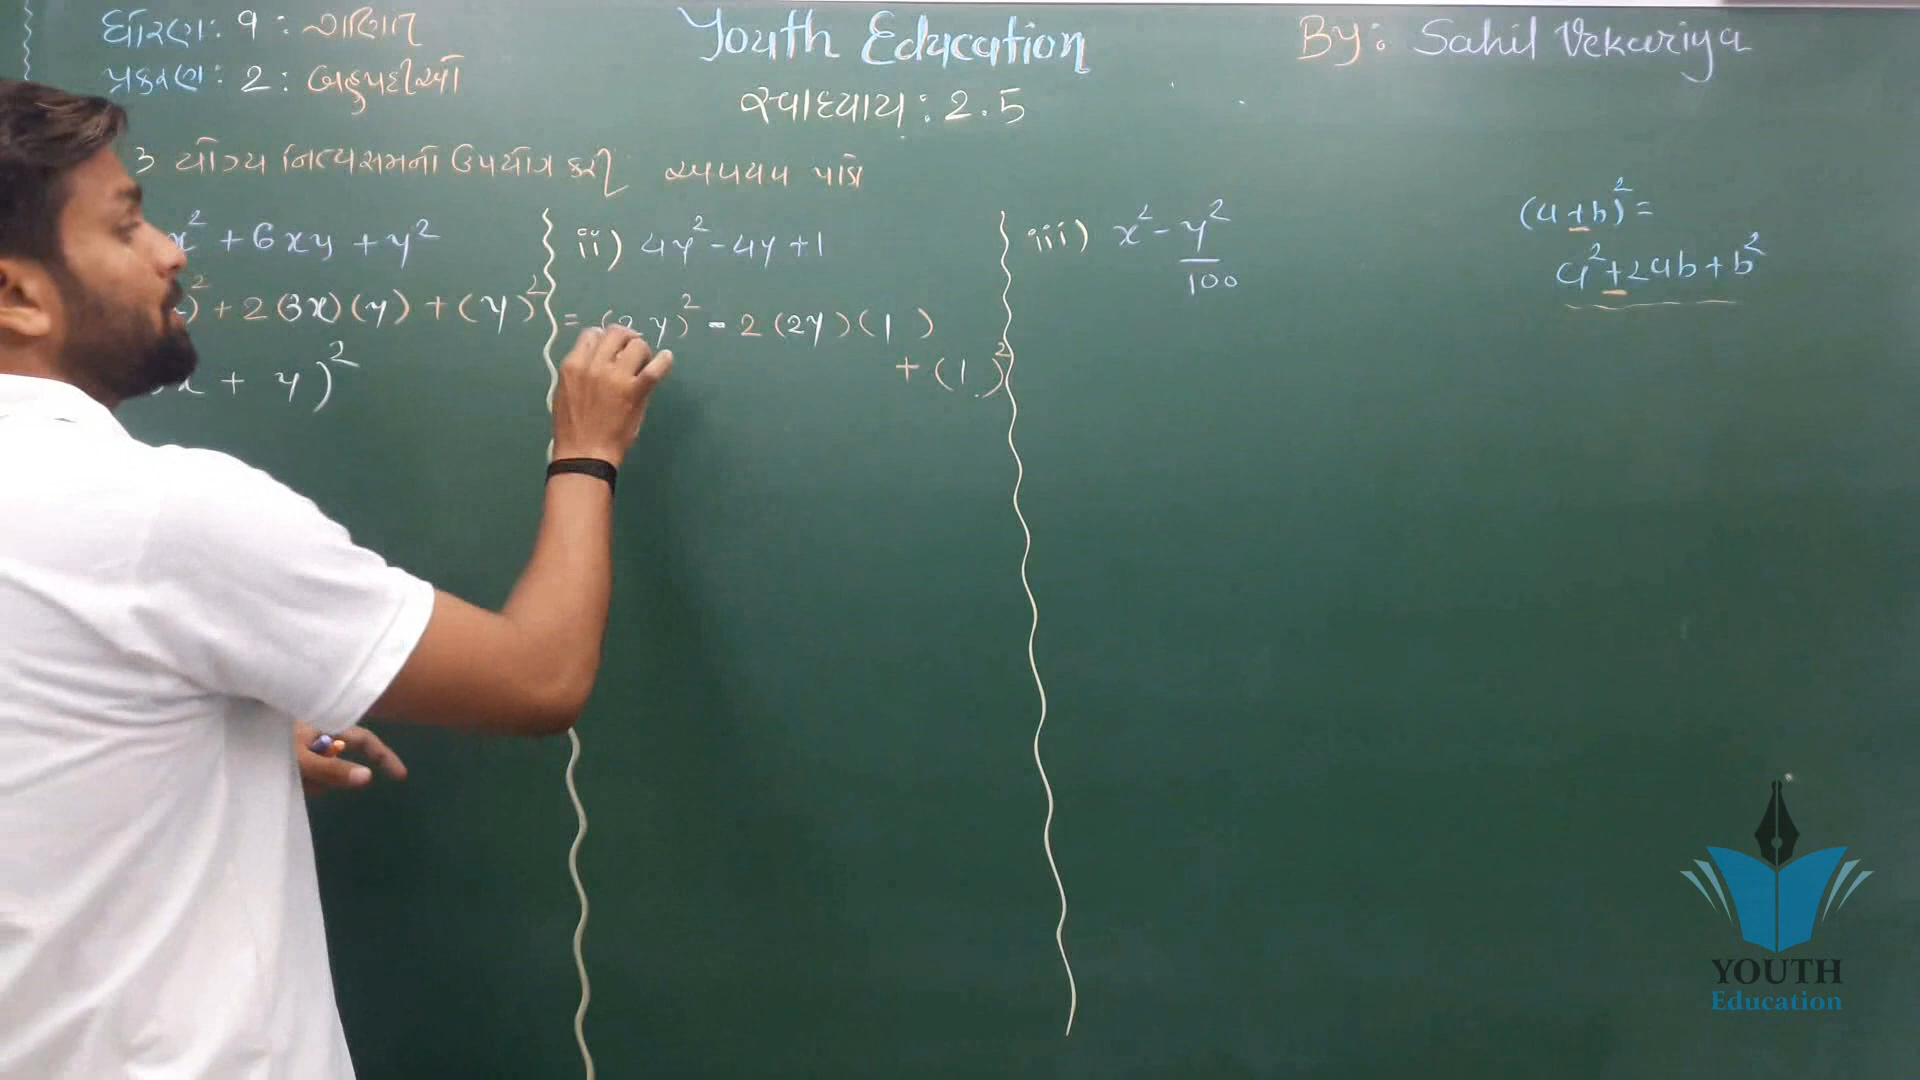 ધોરણ: 9 : ગણિત
પ્રકરણ: 2 : બહુપદીઓ
Youth Education
સ્વાધ્યાય: 2.5
By: Sahil Vekariya
3 યોગ્ય નિત્યસમનો ઉપયોગ કરી અવયવ પાડો
x² + 6xy + y²
)² + 2(3x)(y) + (y)²
x + y)²
ii) 4y² - 4y + 1
= (2y)² - 2(2y)(1)
+ (1)²
iii) x² - y²/100
(a+b)² =
a² + 2ab + b²
YOUTH
Education